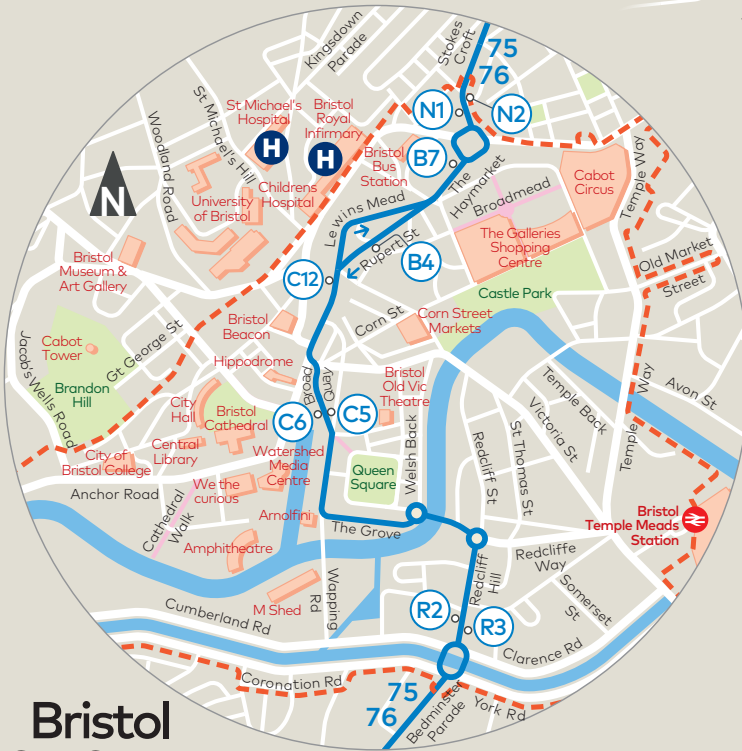 Kingsdown
Parade
Stokes
Croft
75
76
St Michael's
Hospital
Bristol
Royal
Infirmary
H
H
N1
N2
St Michael's
Hill
Woodland Road
Bristol
Bus
Station
B7
The
Haymarket
Cabot
Circus
Temple Way
N
University
of Bristol
Childrens
Hospital
Lewins Mead
Broadmead
The Galleries
Shopping
Centre
Rupert St
B4
Old Market
Street
Bristol
Museum &
Art Gallery
C12
Castle Park
Bristol
Beacon
Corn St
Corn Street
Markets
Cabot
Tower
Gt George St
Jacob's Wells Road
Brandon
Hill
Hippodrome
Broad
Quay
Bristol
Old Vic
Theatre
Temple Back
Temple Way
Avon St
City
Hall
Bristol
Cathedral
C6
C5
Victoria St
Welsh Back
Redcliff St
St Thomas St
Central
Library
City of
Bristol College
Watershed
Media
Centre
Queen
Square
Anchor Road
We the
curious
Cathedral
Walk
Arnolfini
The Grove
Bristol
Temple Meads
Station
Amphitheatre
Redcliffe
Way
Redcliff
Hill
Wapping
Rd
M Shed
Somerset
St
Cumberland Rd
R2
R3
Clarence Rd
Coronation Rd
75
76
Bedminster
Parade
York Rd
Bristol